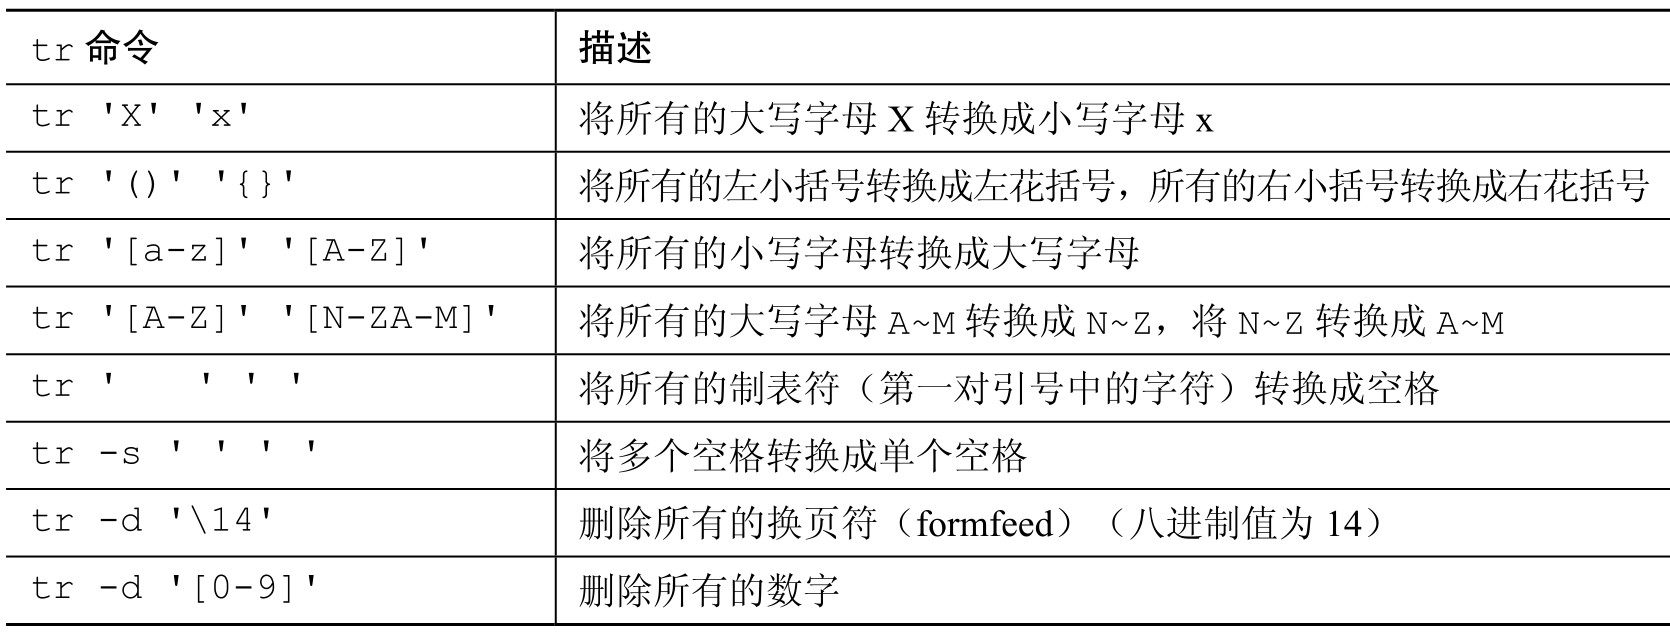 tr 命令 描述
tr 'X' 'x' 将所有的大写字母 X 转换成小写字母 x
tr '()' '{}' 将所有的左小括号转换成左花括号，所有的右小括号转换成右花括号
tr '[a-z]' '[A-Z]' 将所有的小写字母转换成大写字母
tr '[A-Z]' '[N-ZA-M]' 将所有的大写字母 A~M 转换成 N~Z，将 N~Z 转换成 A~M
tr '   ' ' ' 将所有的制表符（第一对引号中的字符）转换成空格
tr -s ' ' ' ' 将多个空格转换成单个空格
tr -d '\14' 删除所有的换页符（formfeed）（八进制值为 14）
tr -d '[0-9]' 删除所有的数字